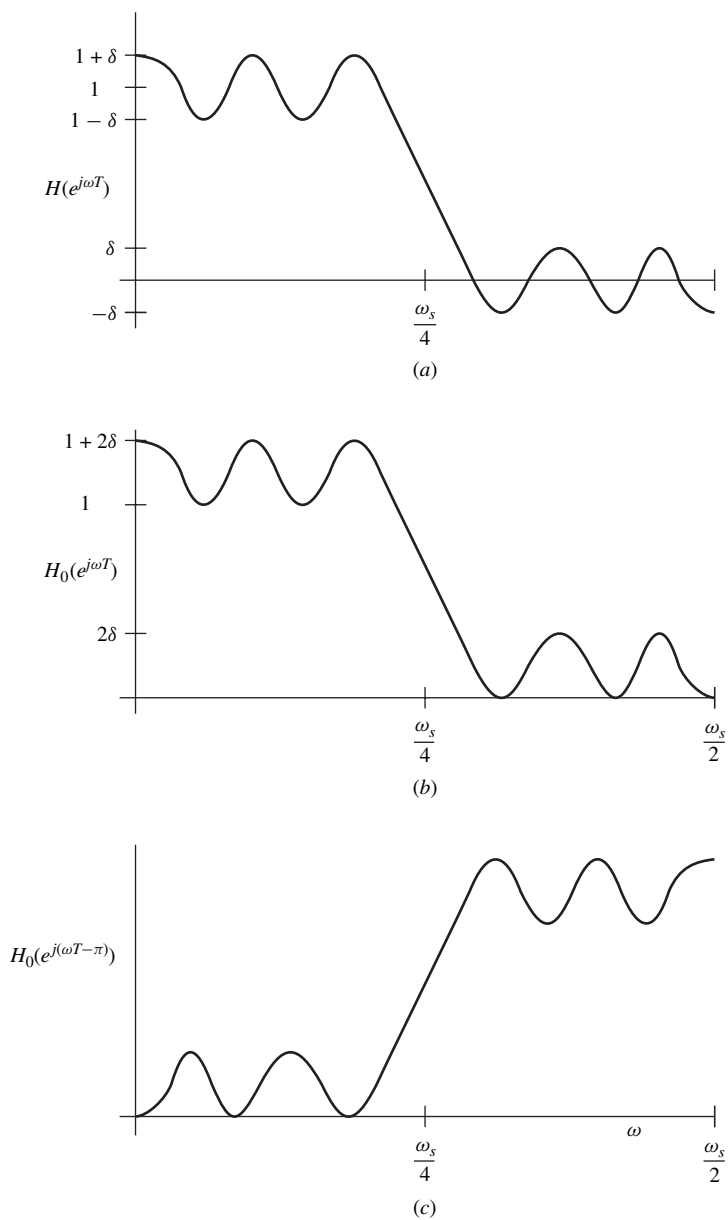 1 + δ
1
1 − δ
H(e^{jωT})
δ
−δ
ω_s/4
(a)
1 + 2δ
1
H_0(e^{jωT})
2δ
ω_s/4
ω_s/2
(b)
H_0(e^{j(ωT−π)})
ω
ω_s/4
ω_s/2
(c)